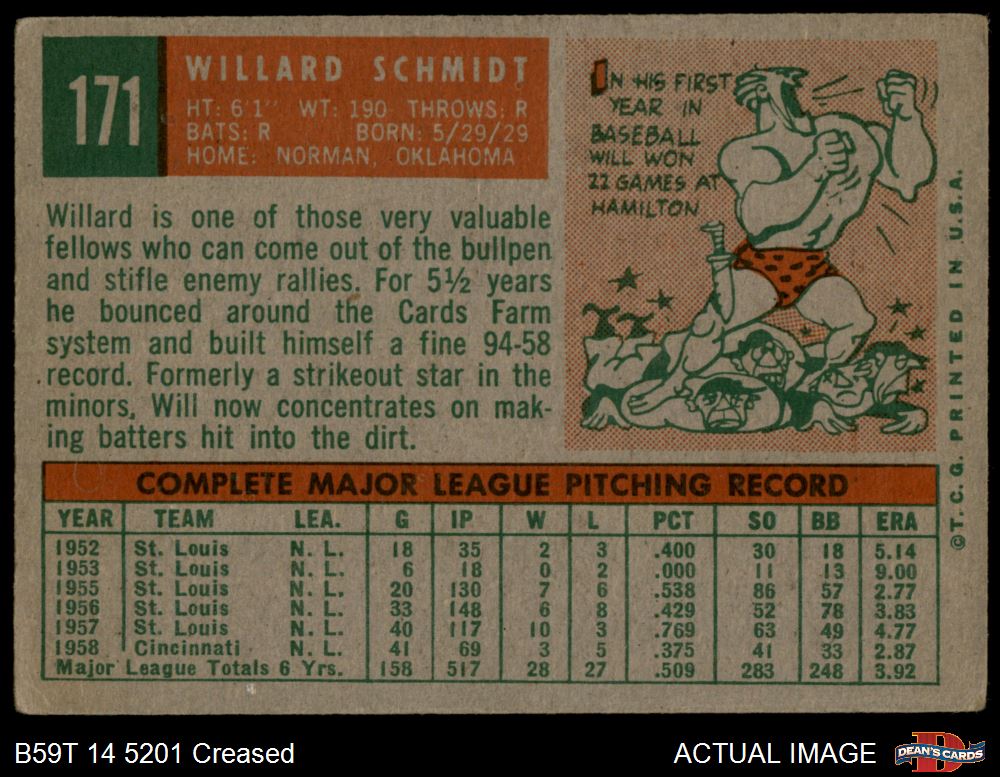 171
WILLARD SCHMIDT
HT: 6'1" WT: 190 THROWS: R
BATS: R BORN: 5/29/29
HOME: NORMAN, OKLAHOMA
Willard is one of those very valuable
fellows who can come out of the bullpen
and stifle enemy rallies. For 5½ years
he bounced around the Cards Farm
system and built himself a fine 94-58
record. Formerly a strikeout star in the
minors, Will now concentrates on mak-
ing batters hit into the dirt.
IN HIS FIRST
YEAR IN
BASEBALL
WILL WON
22 GAMES AT
HAMILTON
©T. C. G. PRINTED IN U.S.A.
COMPLETE MAJOR LEAGUE PITCHING RECORD
YEAR TEAM LEA. G IP W L PCT SO BB ERA
1952 St. Louis N. L. 18 35 2 3 .400 30 18 5.14
1953 St. Louis N. L. 6 18 0 2 .000 11 13 9.00
1955 St. Louis N. L. 20 130 7 6 .538 86 57 2.77
1956 St. Louis N. L. 33 148 6 8 .429 52 78 3.83
1957 St. Louis N. L. 40 117 10 3 .769 63 49 4.77
1958 Cincinnati N. L. 41 69 3 5 .375 41 33 2.87
Major League Totals 6 Yrs. 158 517 28 27 .509 283 248 3.92
B59T 14 5201 Creased
ACTUAL IMAGE
DEAN'S CARDS